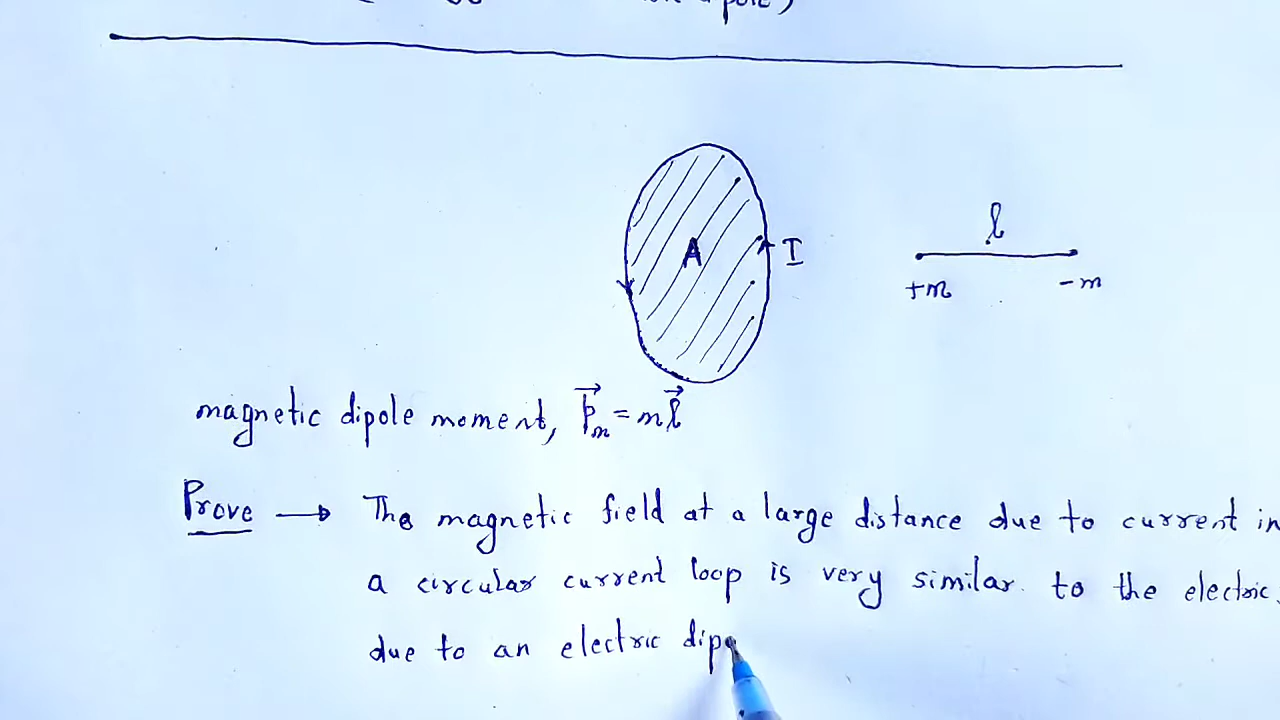 A
I
l
+m
-m
magnetic dipole moment, p⃗ₘ = m l⃗
Prove → The magnetic field at a large distance due to current in
a circular current loop is very similar to the electric
due to an electric dipo